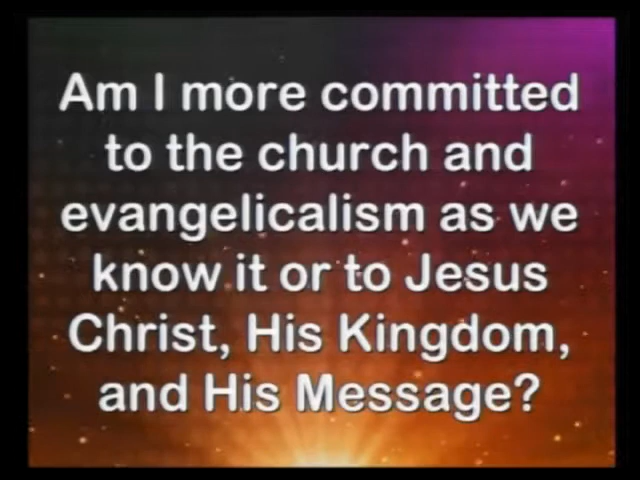 Am I more committed
to the church and
evangelicalism as we
know it or to Jesus
Christ, His Kingdom,
and His Message?